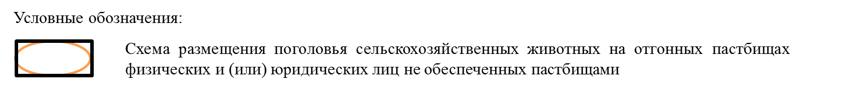 Условные обозначения:
Схема размещения поголовья сельскохозяйственных животных на отгонных пастбищах
физических и (или) юридических лиц не обеспеченных пастбищами